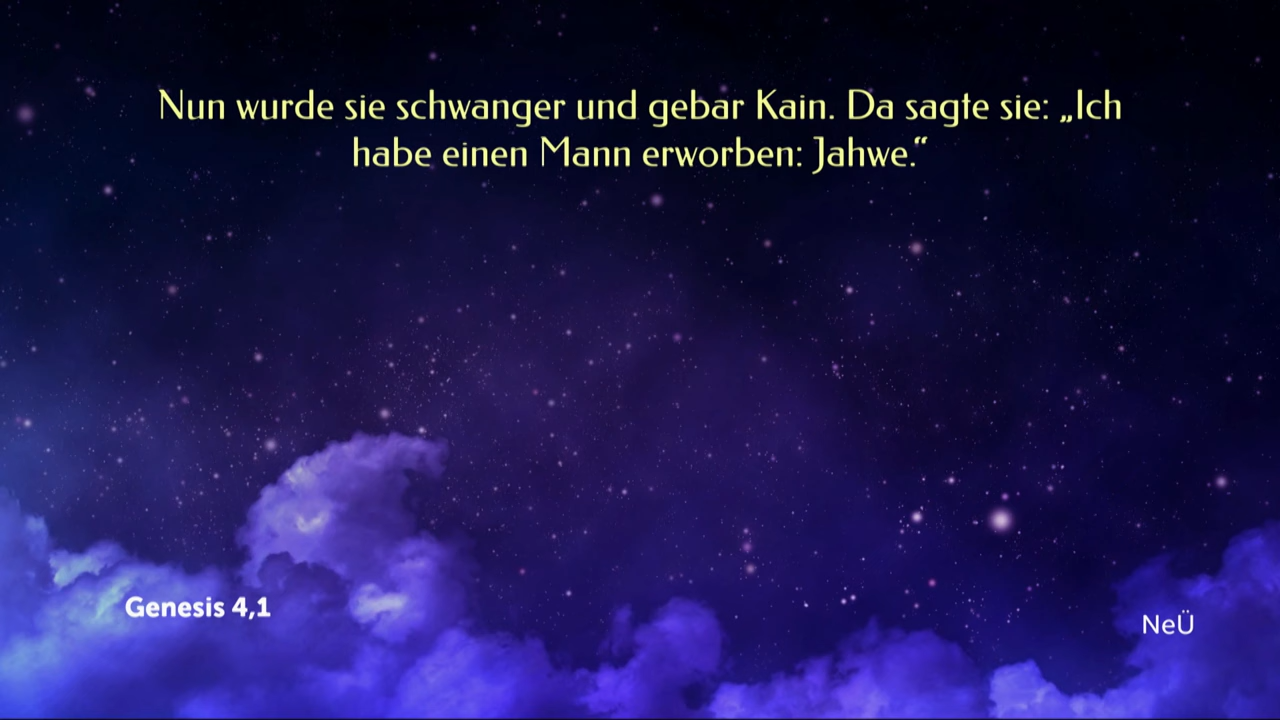 Nun wurde sie schwanger und gebar Kain. Da sagte sie: „Ich
habe einen Mann erworben: Jahwe.“
Genesis 4,1
NeÜ